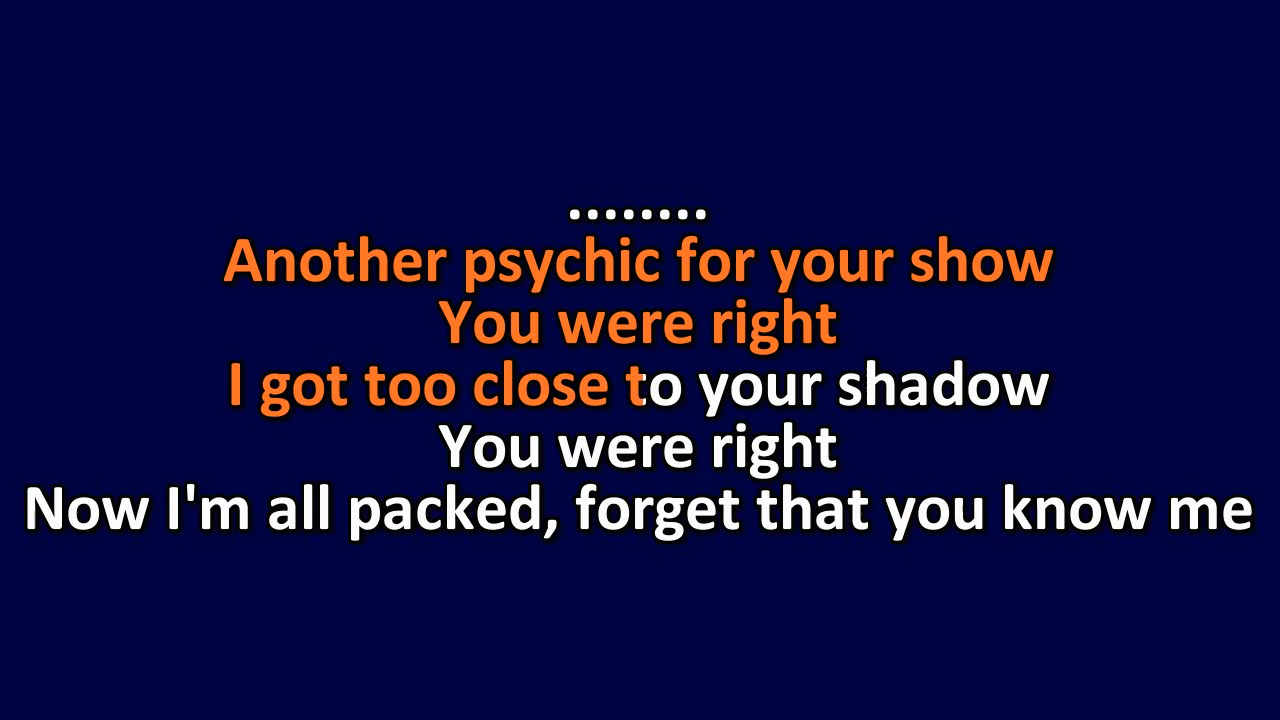 ........
Another psychic for your show
You were right
I got too close to your shadow
You were right
Now I'm all packed, forget that you know me